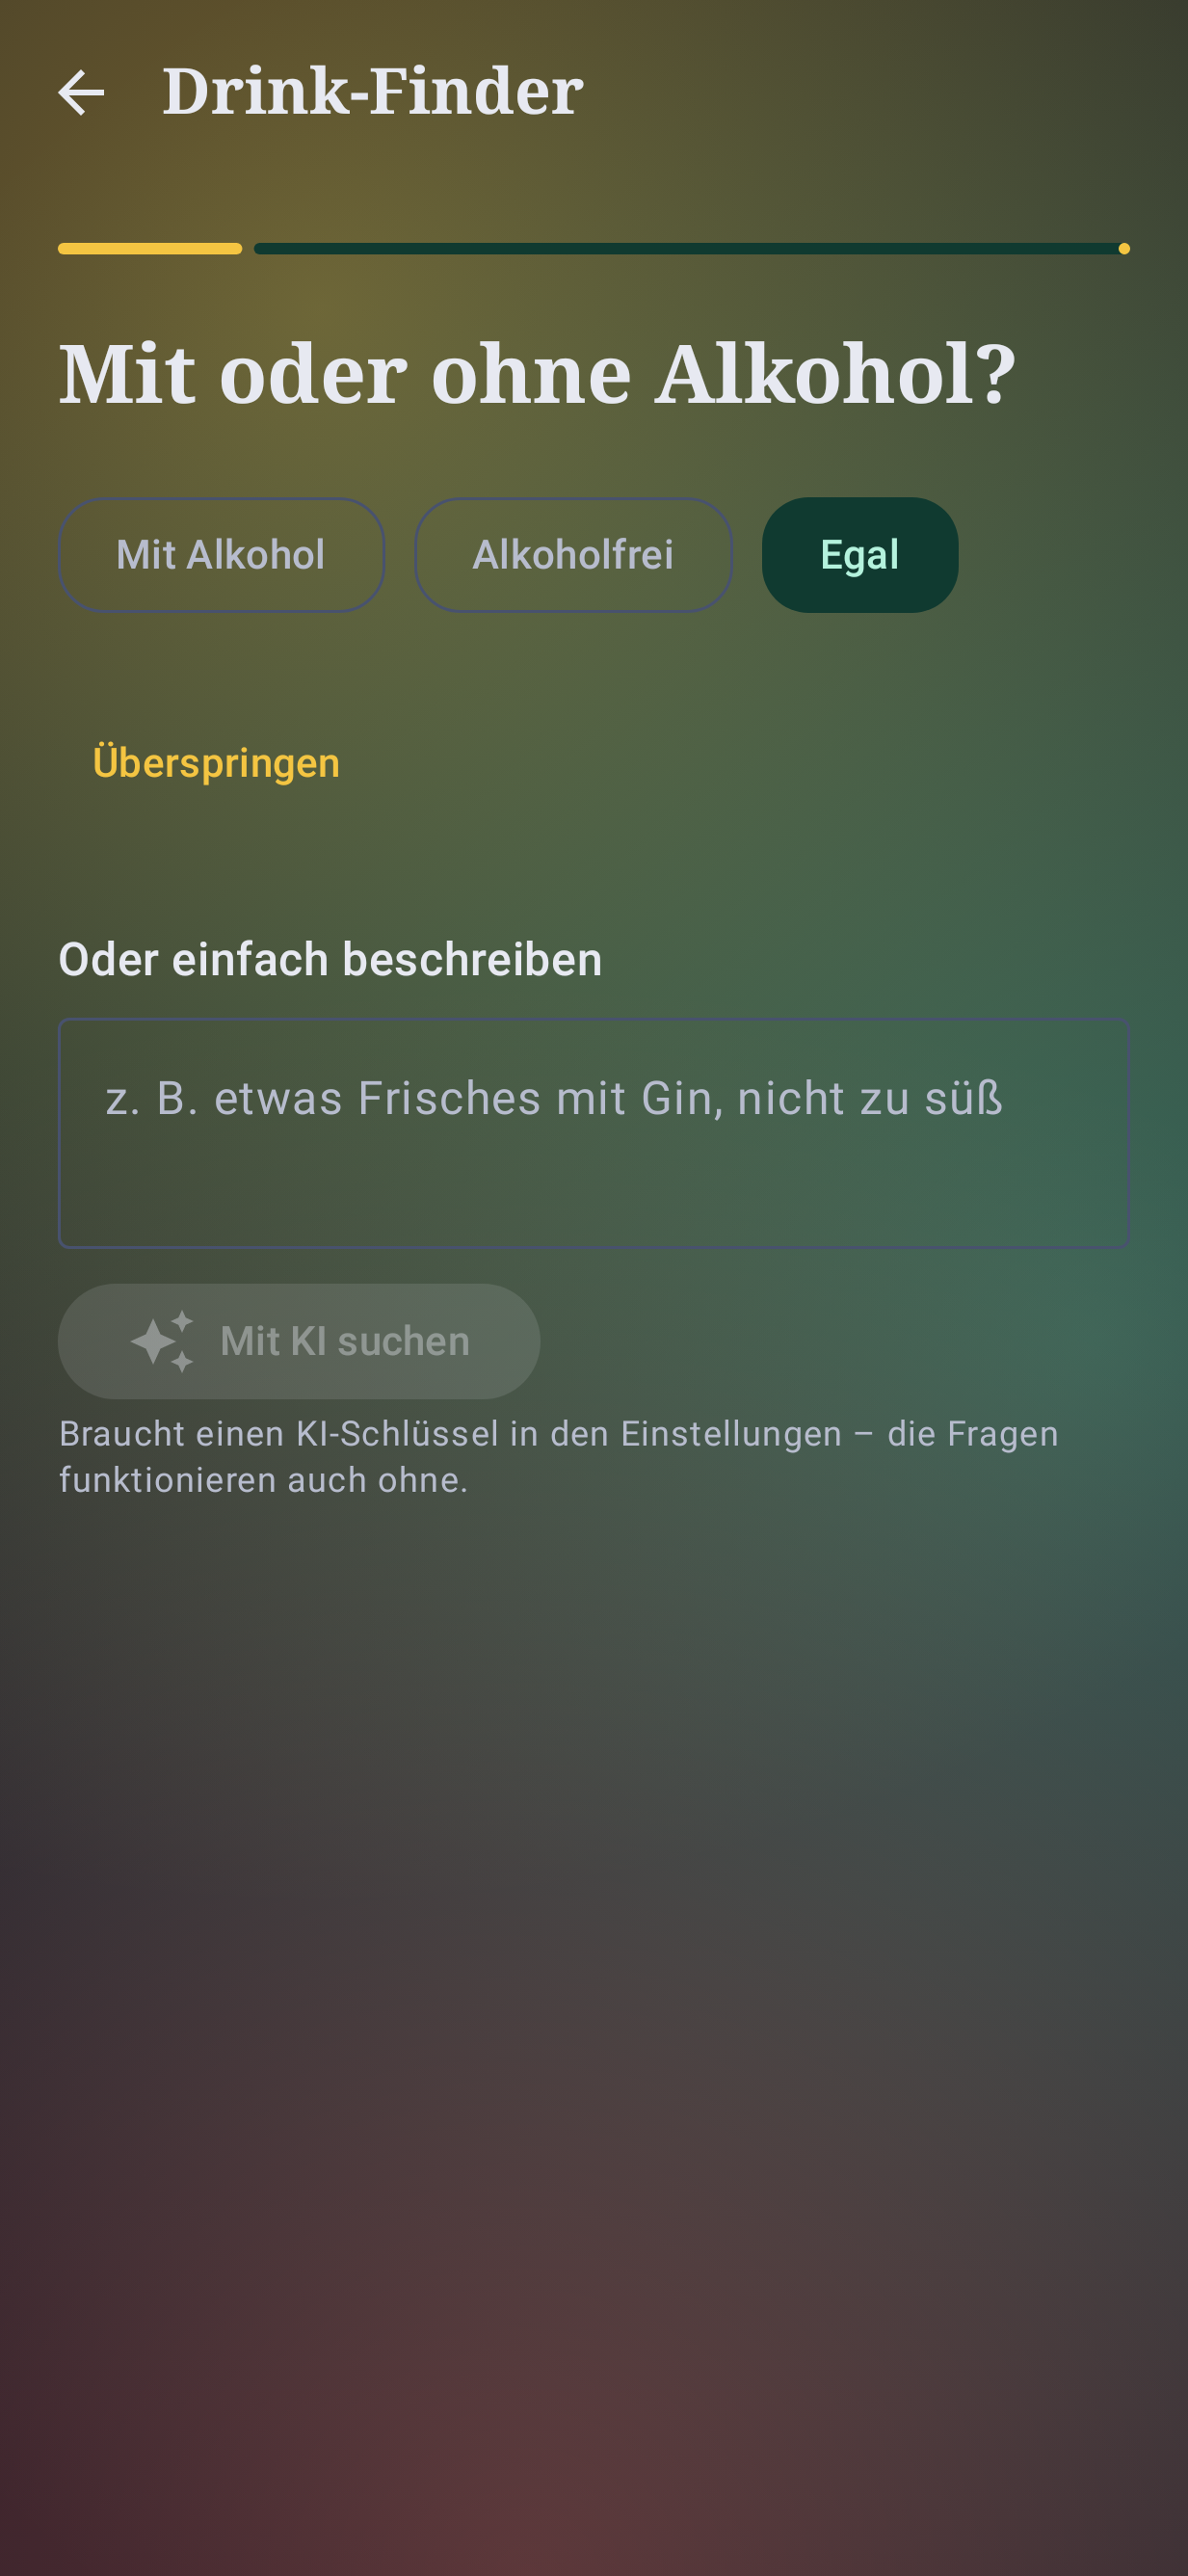 Drink-Finder
Mit oder ohne Alkohol?
Mit Alkohol
Alkoholfrei
Egal
Überspringen
Oder einfach beschreiben
z. B. etwas Frisches mit Gin, nicht zu süß
Mit KI suchen
Braucht einen KI-Schlüssel in den Einstellungen – die Fragen
funktionieren auch ohne.